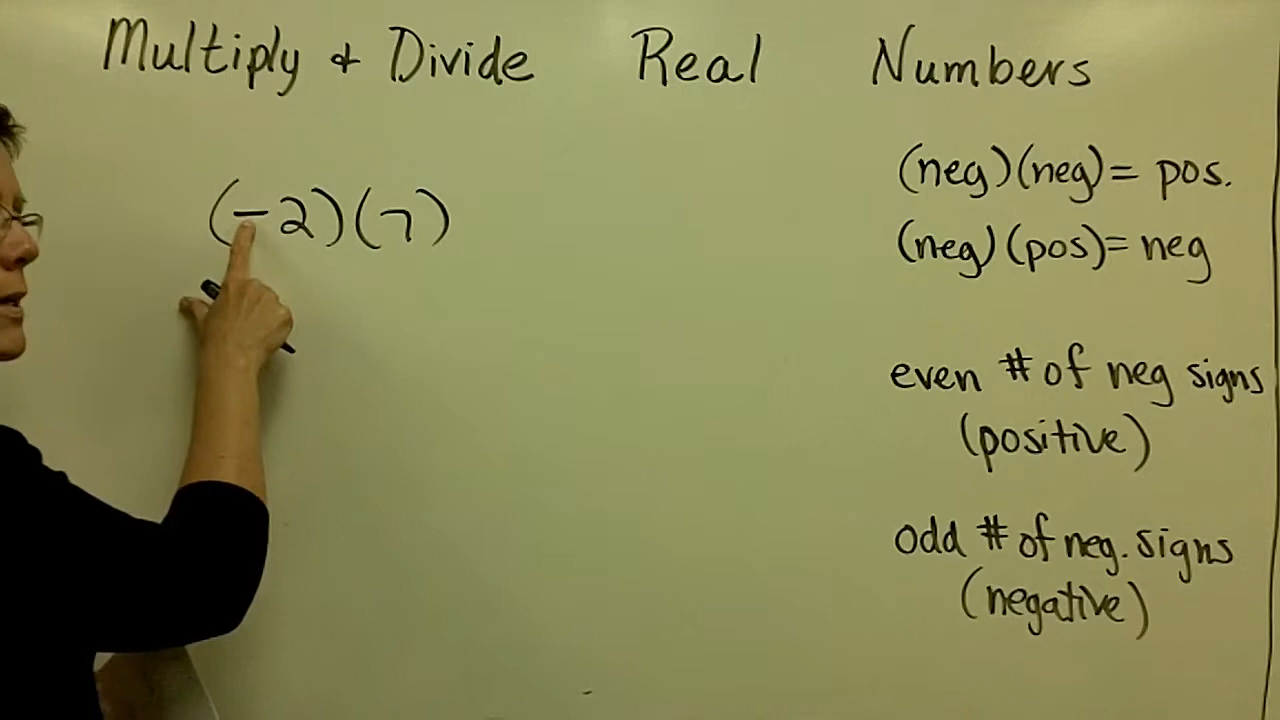 Multiply & Divide Real Numbers
(-2)(7)
(neg)(neg)= pos.
(neg)(pos)= neg
even # of neg signs
(positive)
odd # of neg. signs
(negative)